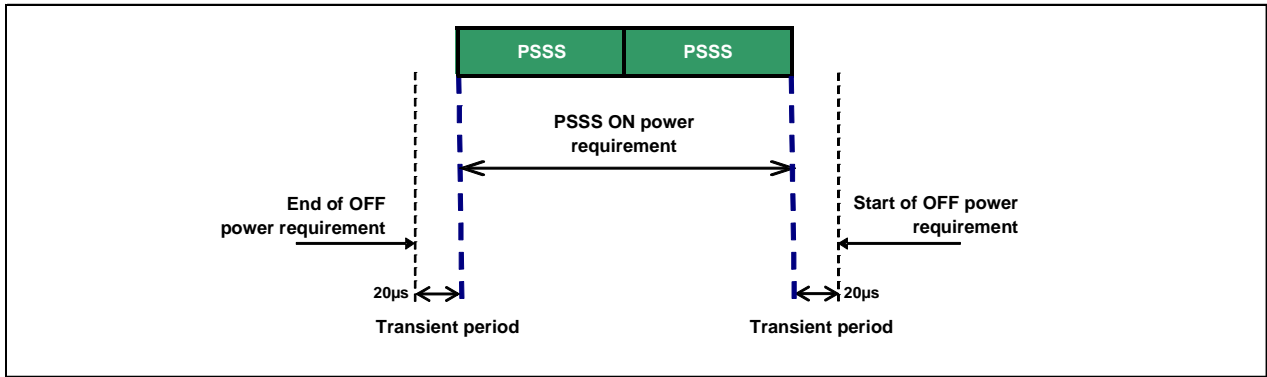 PSSS PSSS
PSSS ON power
requirement
End of OFF
power requirement
Start of OFF power
requirement
20µs
20µs
Transient period
Transient period